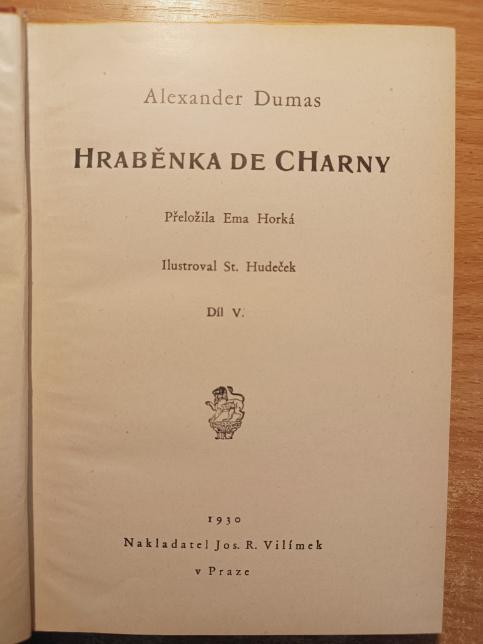 Alexander Dumas
HRABĚNKA DE CHARNY
Přeložila Ema Horká
Ilustroval St. Hudeček
Díl V.
1930
Nakladatel Jos. R. Vilímek
v Praze